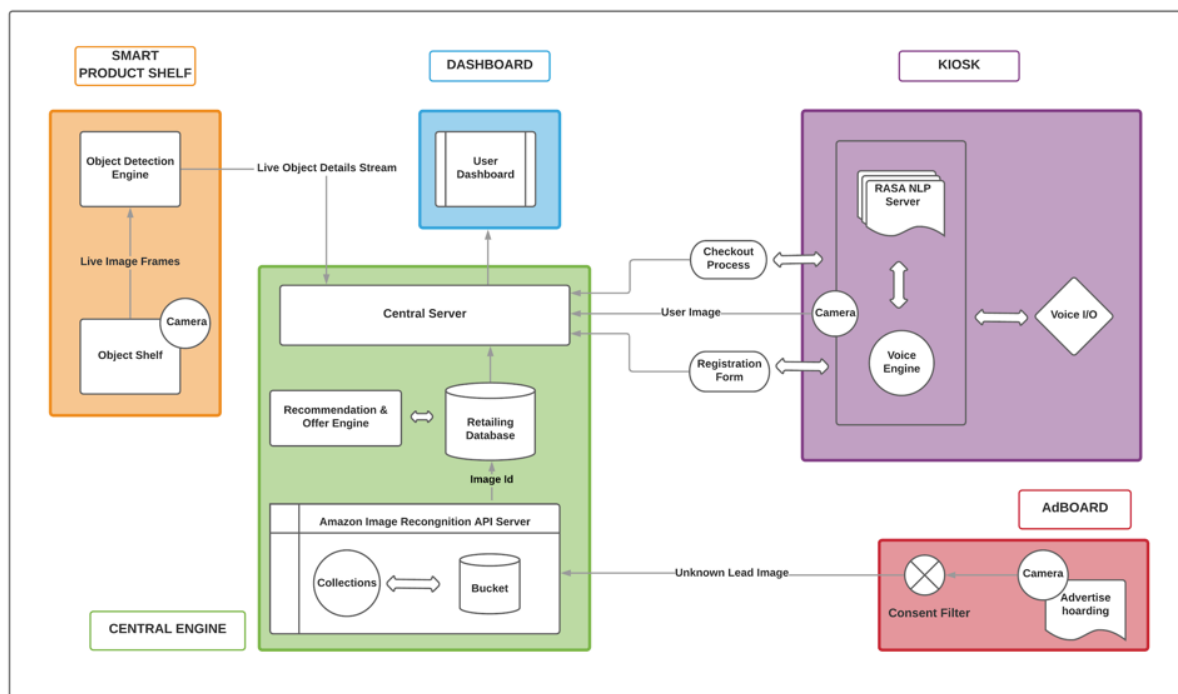 SMART
PRODUCT SHELF
DASHBOARD
KIOSK
Object Detection
Engine
Live Object Details Stream
User
Dashboard
RASA NLP
Server
Live Image Frames
Checkout
Process
Camera
Object Shelf
Central Server
User Image
Camera
Voice I/O
Registration
Form
Voice
Engine
Recommendation &
Offer Engine
Retailing
Database
Image Id
Amazon Image Recongnition API Server
AdBOARD
Collections
Bucket
Unknown Lead Image
Camera
Consent Filter
Advertise
hoarding
CENTRAL ENGINE